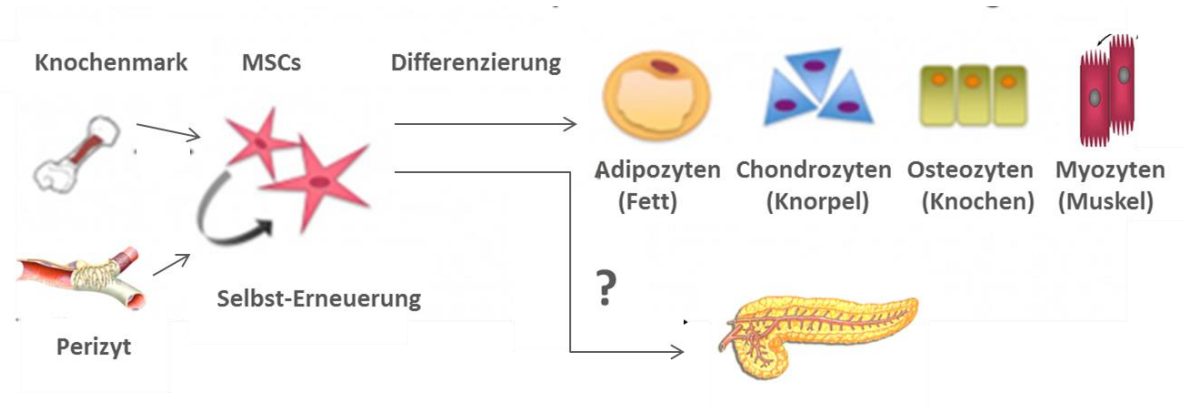 Knochenmark MSCs Differenzierung
Adipozyten Chondrozyten Osteozyten Myozyten
(Fett) (Knorpel) (Knochen) (Muskel)
?
Selbst-Erneuerung
Perizyt